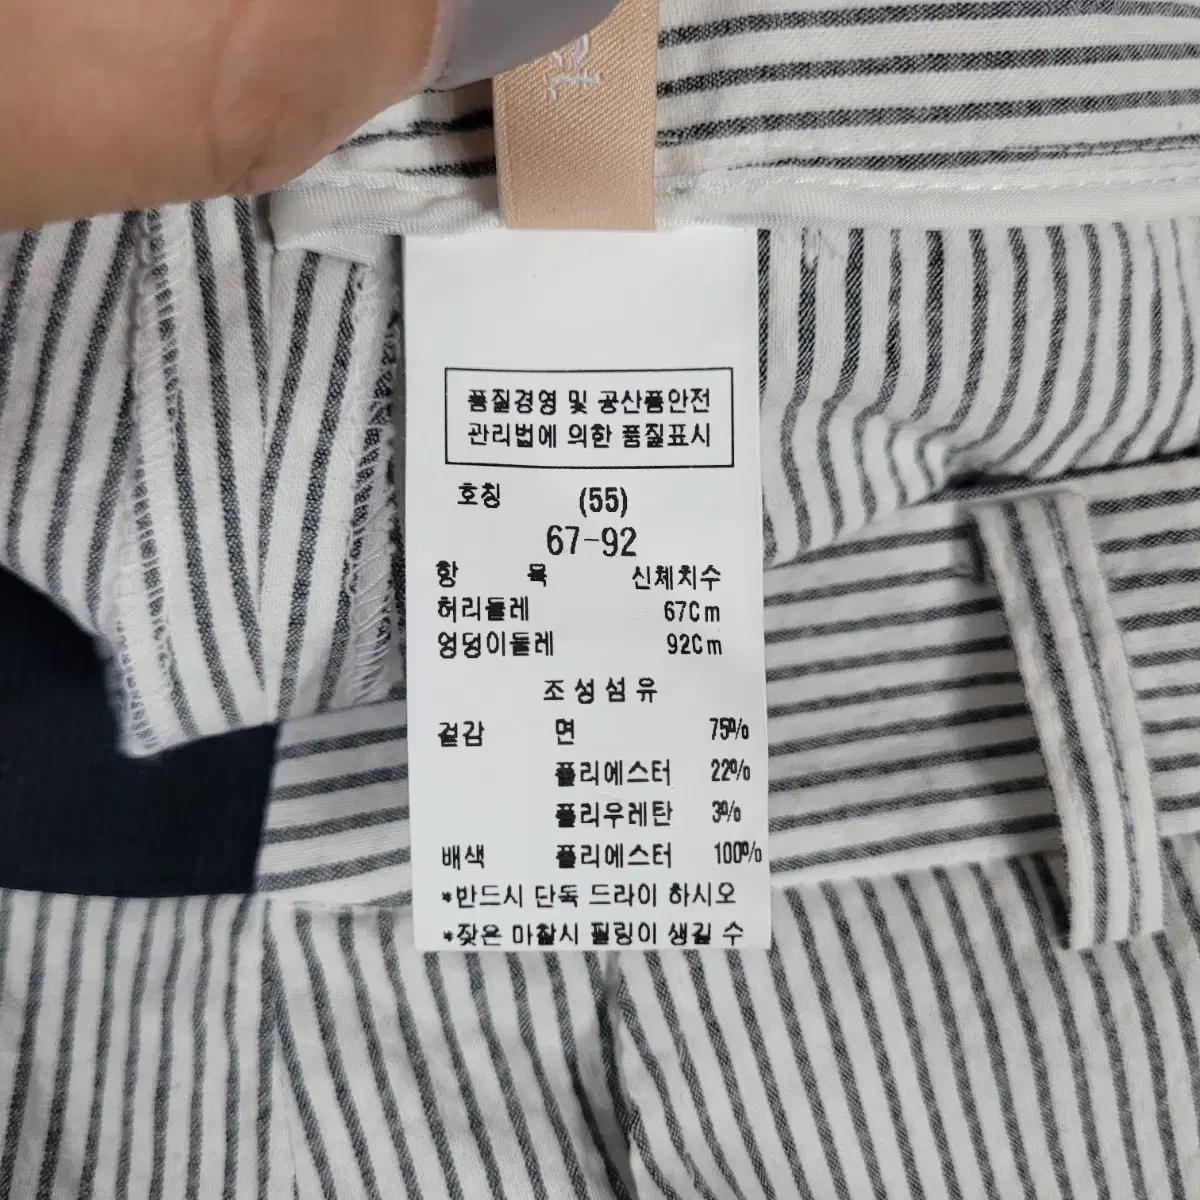 품질경영 및 공산품안전
관리법에 의한 품질표시
호칭 (55)
67-92
항 목 신체치수
허리둘레 67Cm
엉덩이둘레 92Cm
조성섬유
겉감 면 75%
폴리에스터 22%
폴리우레탄 3%
배색 폴리에스터 100%
*반드시 단독 드라이 하시오
*잦은 마찰시 필링이 생길 수